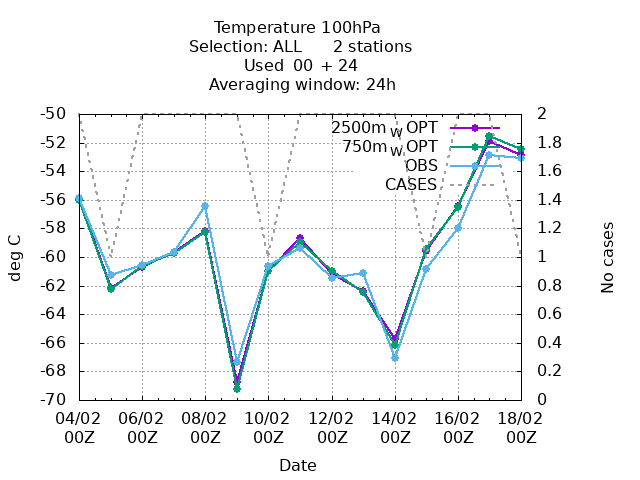 Temperature 100hPa
Selection: ALL 2 stations
Used 00 + 24
Averaging window: 24h
-50 2
2500m W OPT
-52 1.8
750m W OPT
OBS
-54 1.6
CASES
-56 1.4
-58 1.2
-60 1
-62 0.8
-64 0.6
-66 0.4
-68 0.2
-70 0
deg C
No cases
04/02 06/02 08/02 10/02 12/02 14/02 16/02 18/02
00Z 00Z 00Z 00Z 00Z 00Z 00Z 00Z
Date